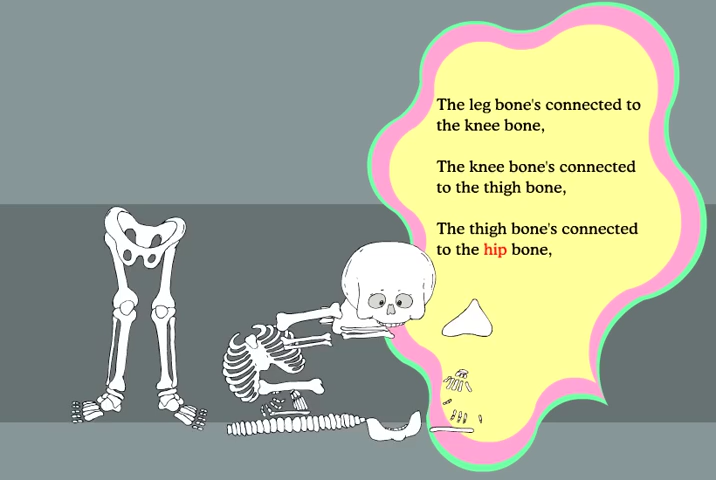 The leg bone's connected to
the knee bone,
The knee bone's connected
to the thigh bone,
The thigh bone's connected
to the hip bone,